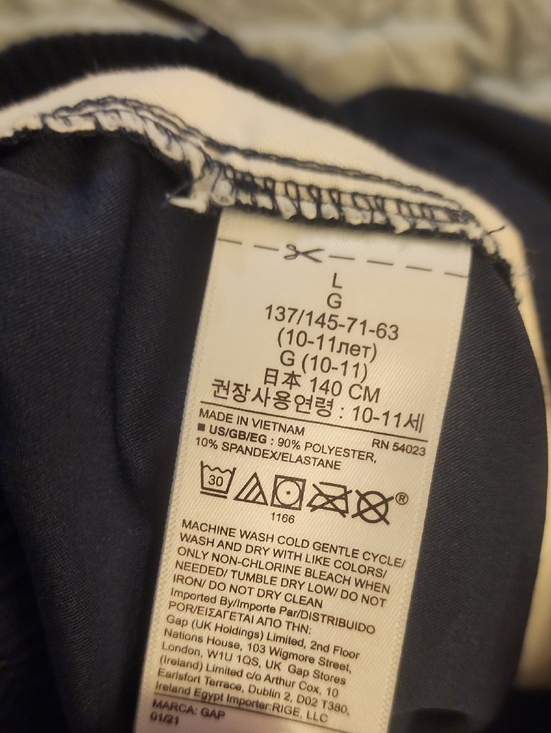 L
G
137/145-71-63
(10-11лет)
G (10-11)
日本 140 CM
권장사용연령 : 10-11세
MADE IN VIETNAM RN 54023
■ US/GB/EG : 90% POLYESTER,
10% SPANDEX/ELASTANE
30 ®
1166
MACHINE WASH COLD GENTLE CYCLE/
WASH AND DRY WITH LIKE COLORS/
ONLY NON-CHLORINE BLEACH WHEN
NEEDED/ TUMBLE DRY LOW/ DO NOT
IRON/ DO NOT DRY CLEAN
Imported By/Importe Par/DISTRIBUIDO
POR/ΕΙΣΑΓΕΤΑΙ ΑΠΟ ΤΗΝ:
Gap (UK Holdings) Limited, 2nd Floor
Nations House, 103 Wigmore Street,
London, W1U 1QS, UK Gap Stores
(Ireland) Limited c/o Arthur Cox, 10
Earlsfort Terrace, Dublin 2, D02 T380,
Ireland Egypt Importer:RIGE, LLC
MARCA: GAP
01/21